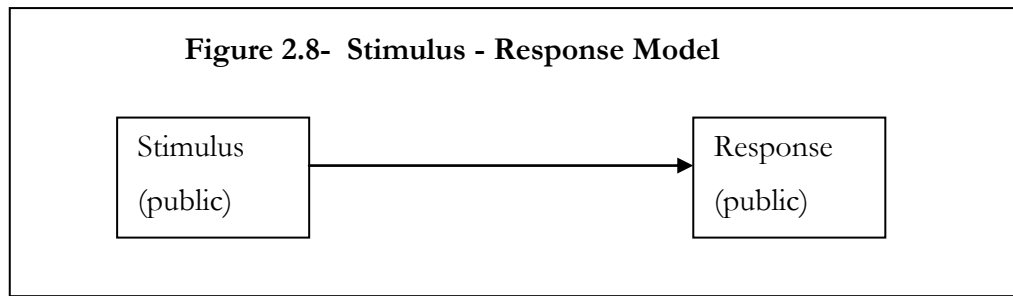 Figure 2.8- Stimulus - Response Model
Stimulus
(public)
Response
(public)